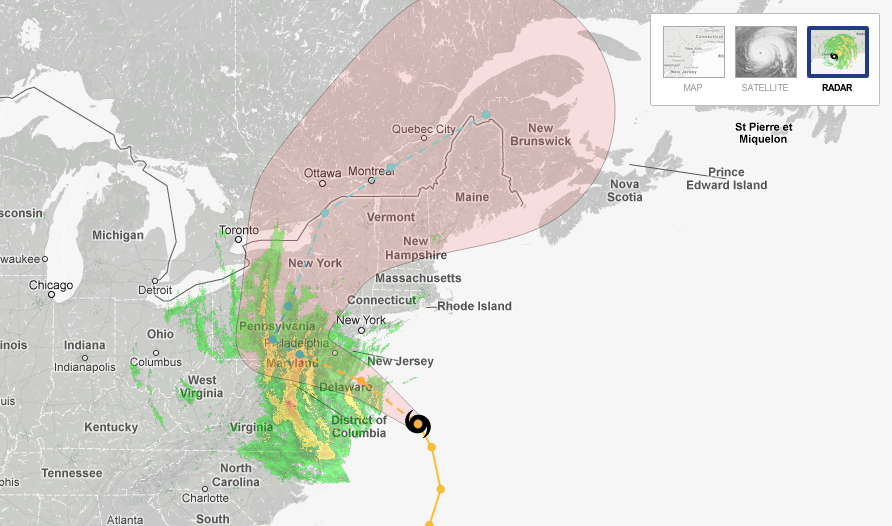 MAP
SATELLITE
RADAR
St Pierre et
Miquelon
Quebec City
New
Brunswick
Prince
Edward Island
Ottawa
Montreal
Nova
Scotia
Maine
Vermont
sconsin
Toronto
Michigan
New
Hampshire
waukee
New York
Massachusetts
Chicago
Detroit
Connecticut
Rhode Island
Pennsylvania
New York
Ohio
inois
Indiana
Philadelphia
Indianapolis
Columbus
Maryland
New Jersey
West
Virginia
Delaware
uis
Kentucky
Virginia
District of
Columbia
Tennessee
North
Carolina
phis
Charlotte
Atlanta
South